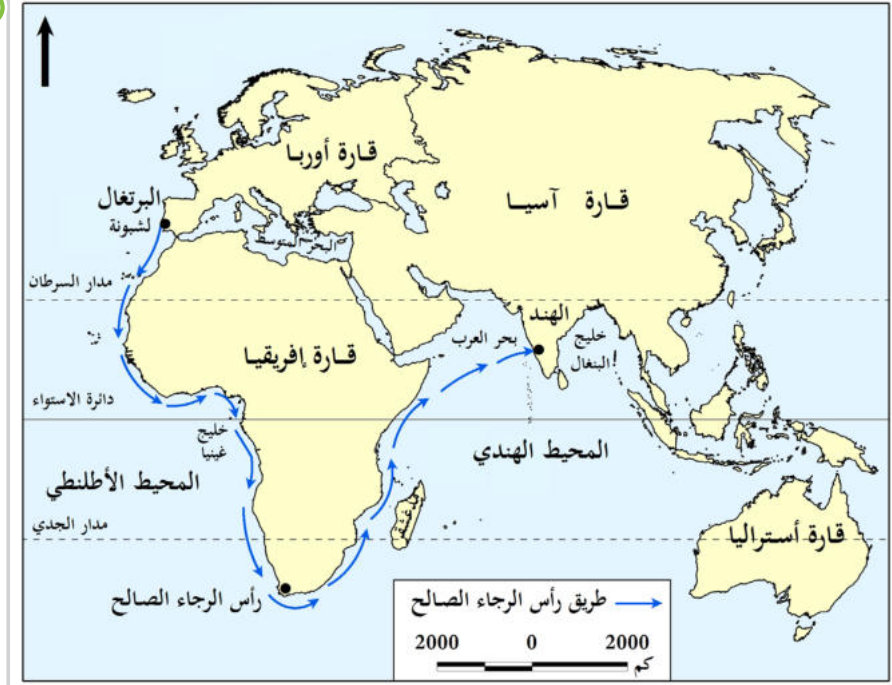 قارة أوربا
قارة آسيا
البرتغال
لشبونة
البحر المتوسط
مدار السرطان
الهند
بحر العرب
خليج
البنغال
قارة إفريقيا
دائرة الاستواء
خليج
غينيا
المحيط الهندي
المحيط الأطلنطي
مدار الجدي
مدغشقر
قارة أستراليا
رأس الرجاء الصالح
طريق رأس الرجاء الصالح
2000 0 2000
كم